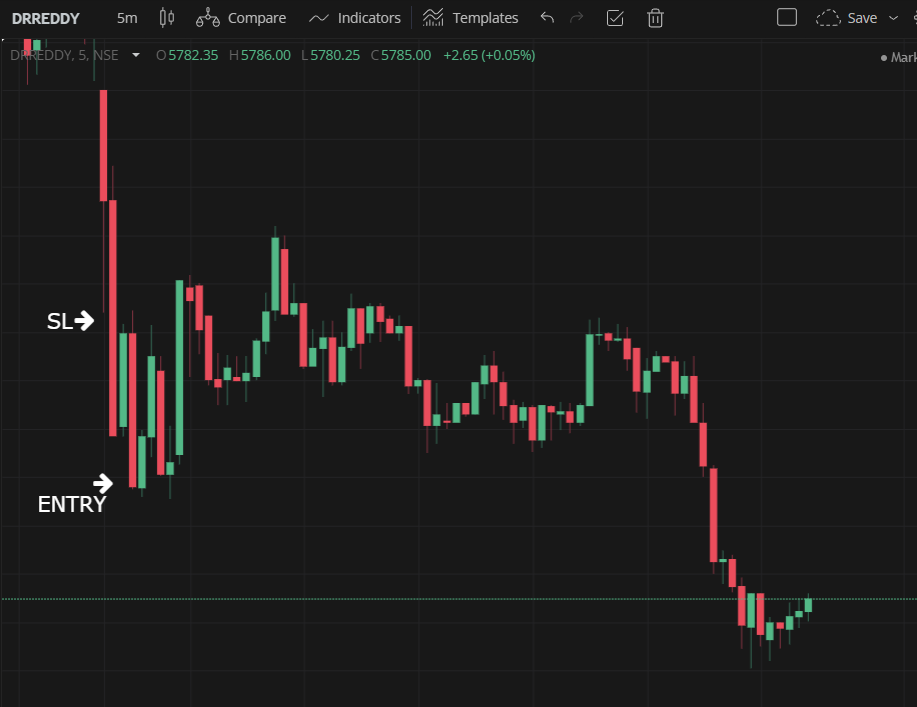 DRREDDY 5m Compare Indicators Templates Save
DRREDDY, 5, NSE O5782.35 H5786.00 L5780.25 C5785.00 +2.65 (+0.05%)
Mark
SL
ENTRY